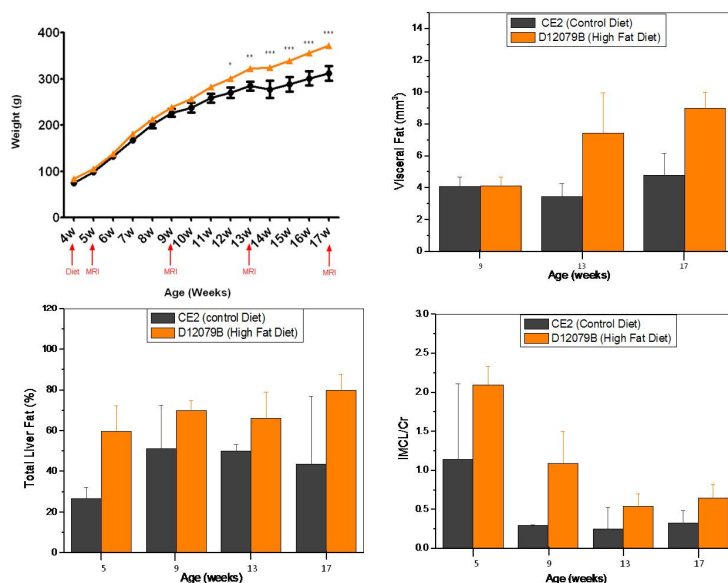 Weight (g)
400
300
200
100
0
* ** *** *** *** ***
4w 5w 6w 7w 8w 9w 10w 11w 12w 13w 14w 15w 16w 17w
Diet MRI MRI MRI MRI
Age (Weeks)
CE2 (Control Diet)
D12079B (High Fat Diet)
Visceral Fat (mm³)
14
12
10
8
6
4
2
0
9 13 17
Age (weeks)
CE2 (control Diet)
D12079B (High Fat Diet)
Total Liver Fat (%)
120
100
80
60
40
20
0
5 9 13 17
Age (weeks)
CE2 (Control Diet)
D12079B (High Fat Diet)
IMCL/Cr
3.0
2.5
2.0
1.5
1.0
0.5
0.0
5 9 13 17
Age (weeks)